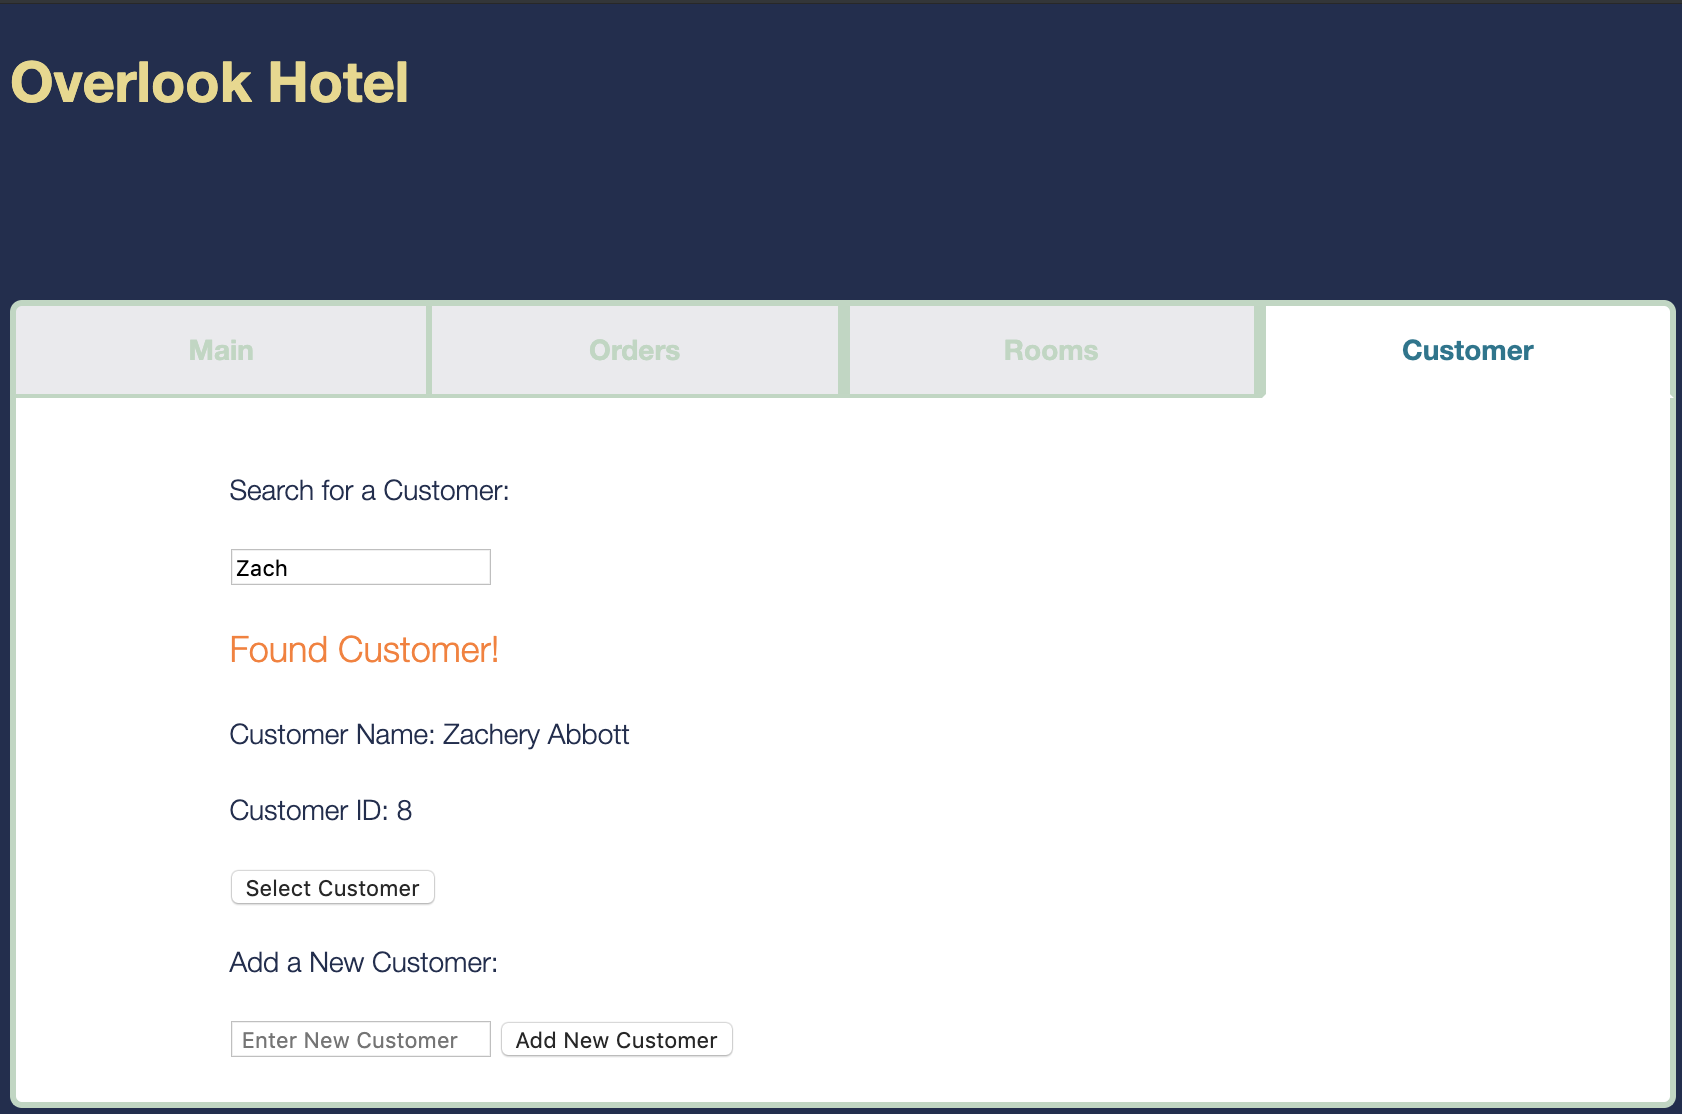 Overlook Hotel
Main Orders Rooms Customer
Search for a Customer:
Zach
Found Customer!
Customer Name: Zachery Abbott
Customer ID: 8
Select Customer
Add a New Customer:
Enter New Customer Add New Customer